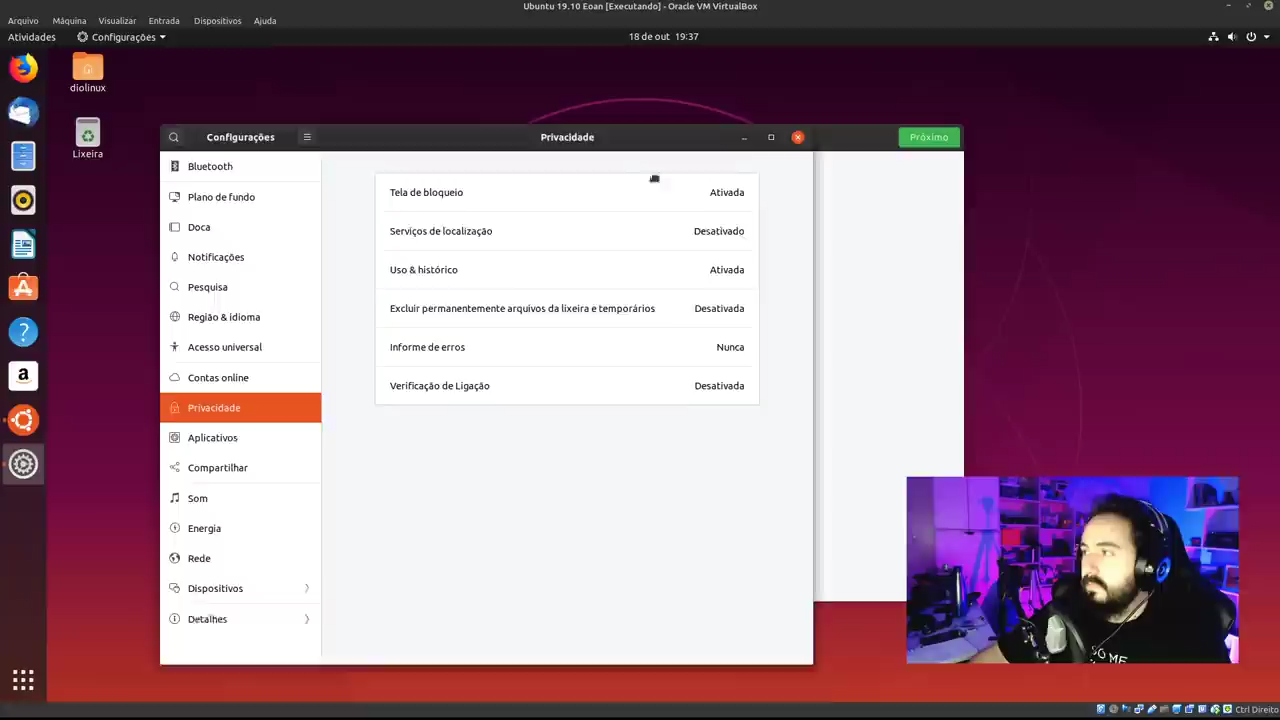 Ubuntu 19.10 Eoan [Executando] - Oracle VM VirtualBox
Arquivo Máquina Visualizar Entrada Dispositivos Ajuda
Atividades Configurações 18 de out 19:37
diolinux
Lixeira
Configurações Privacidade Próximo
Bluetooth
Plano de fundo
Doca
Notificações
Pesquisa
Região & idioma
Acesso universal
Contas online
Privacidade
Aplicativos
Compartilhar
Som
Energia
Rede
Dispositivos
Detalhes
Tela de bloqueio Ativada
Serviços de localização Desativado
Uso & histórico Ativada
Excluir permanentemente arquivos da lixeira e temporários Desativada
Informe de erros Nunca
Verificação de Ligação Desativada
a
SO ME
Ctrl Direito